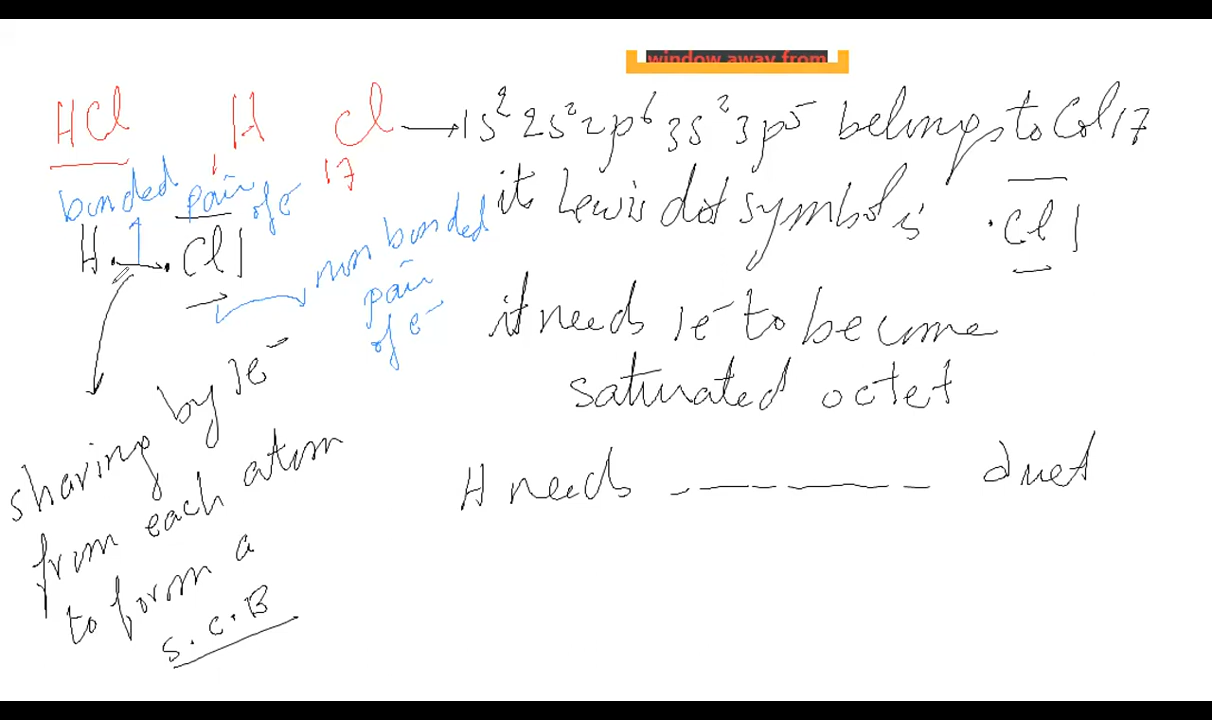 window away from
HCl H Cl → 1s² 2s² 2p⁶ 3s² 3p⁵ belongs to Col 17
1 17
bonded pair of e⁻
it Lewis dot symbol is ·Cl|
H · — · Cl|
non bonded
pair
of e⁻
it needs 1e⁻ to become
saturated octet
H needs _ _ _ _ _ duet
sharing by 1e⁻
from each atom
to form a
S.C.B